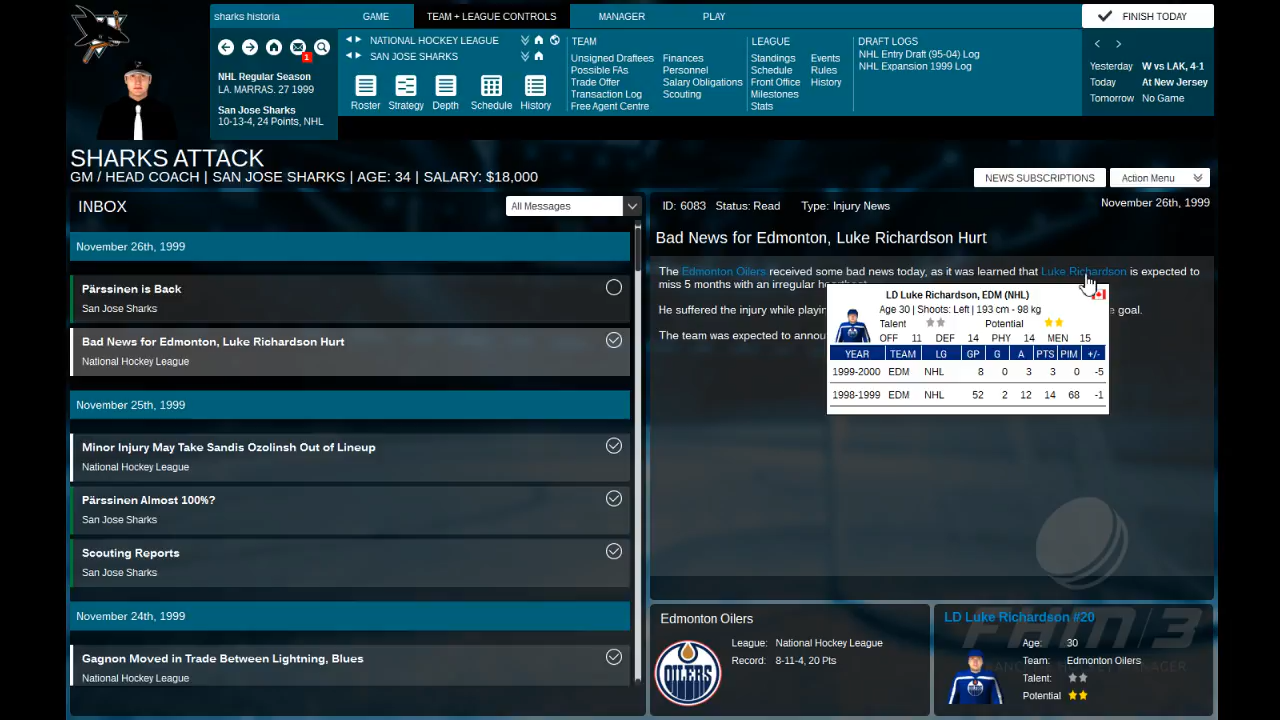 sharks historia
GAME
TEAM + LEAGUE CONTROLS
MANAGER
PLAY
FINISH TODAY
1
NHL Regular Season
LA. MARRAS. 27 1999
San Jose Sharks
10-13-4, 24 Points, NHL
NATIONAL HOCKEY LEAGUE
SAN JOSE SHARKS
Roster
Strategy
Depth
Schedule
History
TEAM
Unsigned Draftees Finances
Possible FAs Personnel
Trade Offer Salary Obligations
Transaction Log Scouting
Free Agent Centre
LEAGUE
Standings Events
Schedule Rules
Front Office History
Milestones
Stats
DRAFT LOGS
NHL Entry Draft (95-04) Log
NHL Expansion 1999 Log
Yesterday W vs LAK, 4-1
Today At New Jersey
Tomorrow No Game
SHARKS ATTACK
GM / HEAD COACH | SAN JOSE SHARKS | AGE: 34 | SALARY: $18,000
NEWS SUBSCRIPTIONS
Action Menu
INBOX
All Messages
November 26th, 1999
Pärssinen is Back
San Jose Sharks
Bad News for Edmonton, Luke Richardson Hurt
National Hockey League
November 25th, 1999
Minor Injury May Take Sandis Ozolinsh Out of Lineup
National Hockey League
Pärssinen Almost 100%?
San Jose Sharks
Scouting Reports
San Jose Sharks
November 24th, 1999
Gagnon Moved in Trade Between Lightning, Blues
National Hockey League
ID: 6083 Status: Read Type: Injury News
November 26th, 1999
Bad News for Edmonton, Luke Richardson Hurt
The Edmonton Oilers received some bad news today, as it was learned that Luke Richardson is expected to
miss 5 months with an irregular
He suffered the injury while goal.
The team was expected to
LD Luke Richardson, EDM (NHL)
Age 30 | Shoots: Left | 193 cm - 98 kg
Talent Potential
OFF 11 DEF 14 PHY 14 MEN 15
YEAR TEAM LG GP G A PTS PIM +/-
1999-2000 EDM NHL 8 0 3 3 0 -5
1998-1999 EDM NHL 52 2 12 14 68 -1
Edmonton Oilers
OILERS
League: National Hockey League
Record: 8-11-4, 20 Pts
LD Luke Richardson #20
Age: 30
Team: Edmonton Oilers
Talent:
Potential
FHM/3